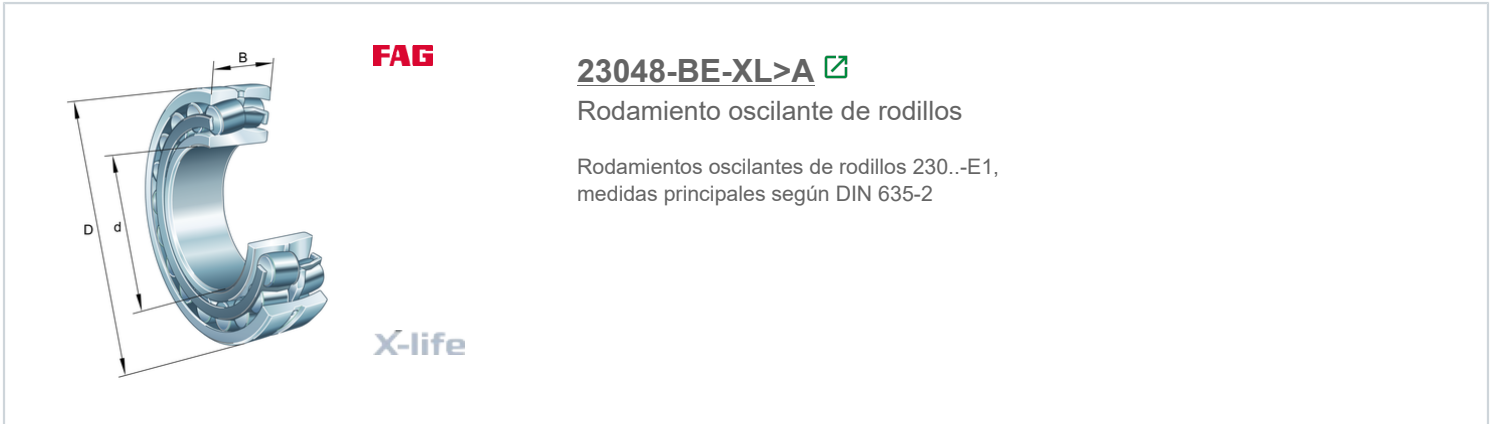 B
FAG
23048-BE-XL>A
Rodamiento oscilante de rodillos
Rodamientos oscilantes de rodillos 230..-E1,
medidas principales según DIN 635-2
D
d
X-life